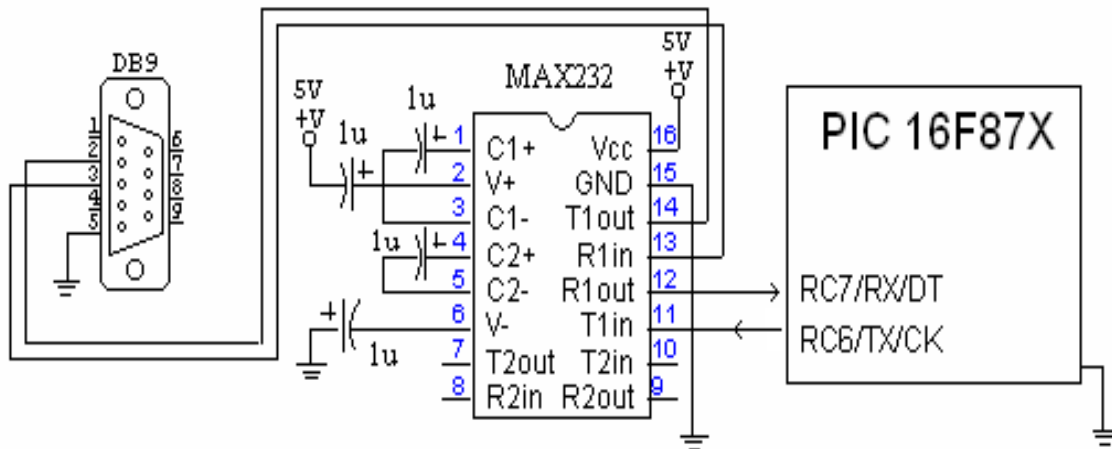 DB9
1
2
3
4
5
6
7
8
9
5V
+V
1u
1u
1u
1u
+
+
+
+
MAX232
5V
+V
1 C1+ Vcc 16
2 V+ GND 15
3 C1- T1out 14
4 C2+ R1in 13
5 C2- R1out 12
6 V- T1in 11
7 T2out T2in 10
8 R2in R2out 9
PIC 16F87X
RC7/RX/DT
RC6/TX/CK